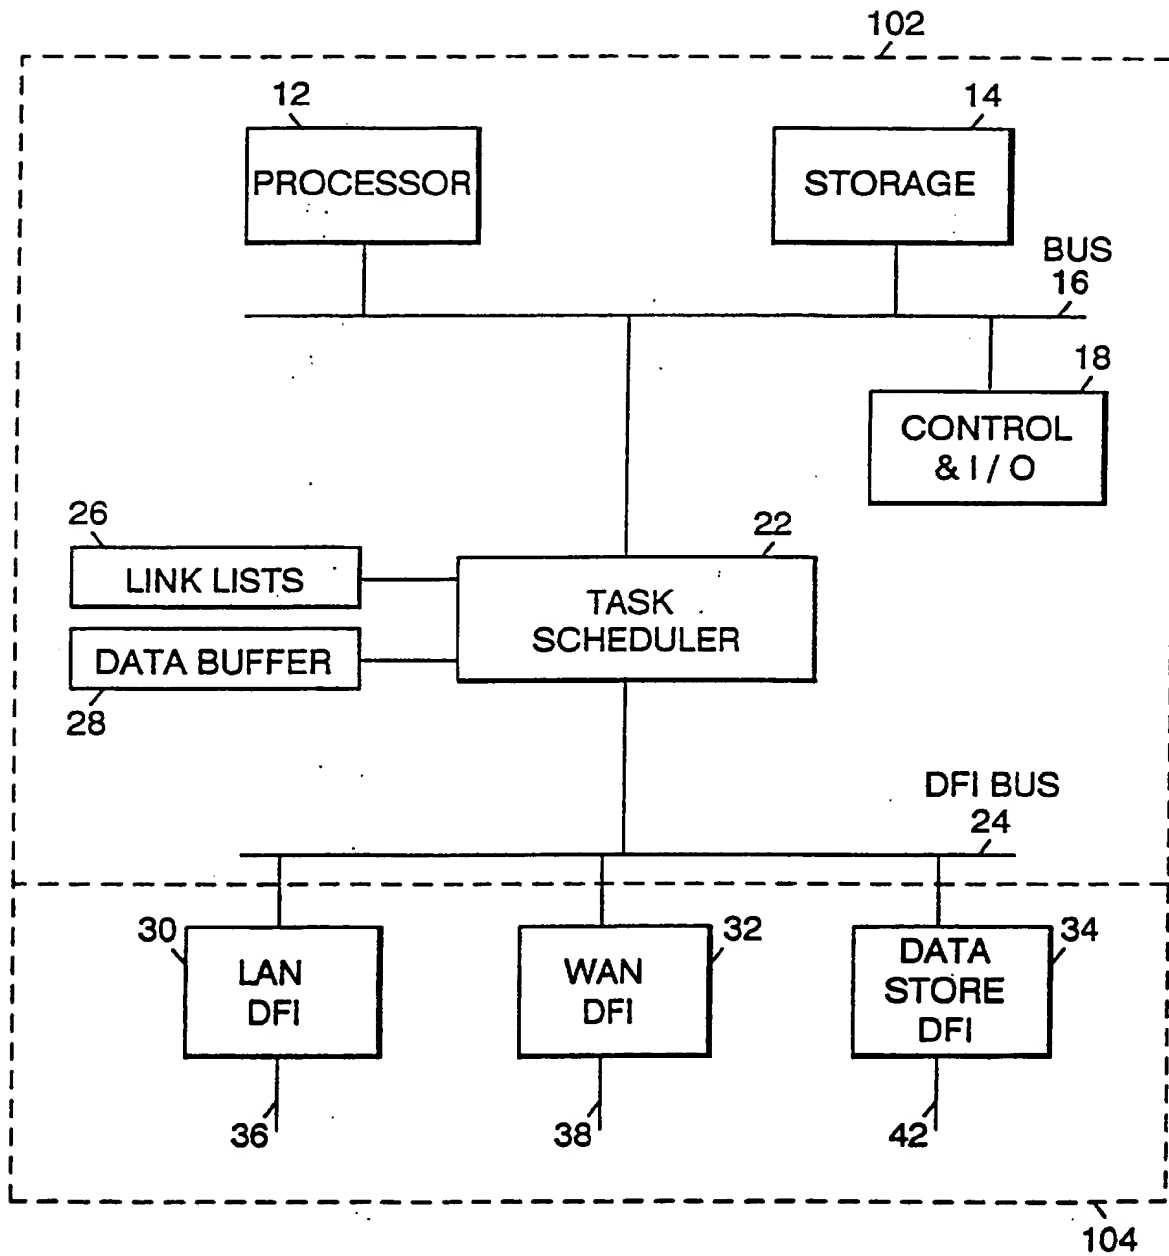 102
12
14
PROCESSOR
STORAGE
BUS
16
18
CONTROL
& I / O
26
22
LINK LISTS
TASK
SCHEDULER
DATA BUFFER
28
DFI BUS
24
30
32
34
LAN
DFI
WAN
DFI
DATA
STORE
DFI
36
38
42
104